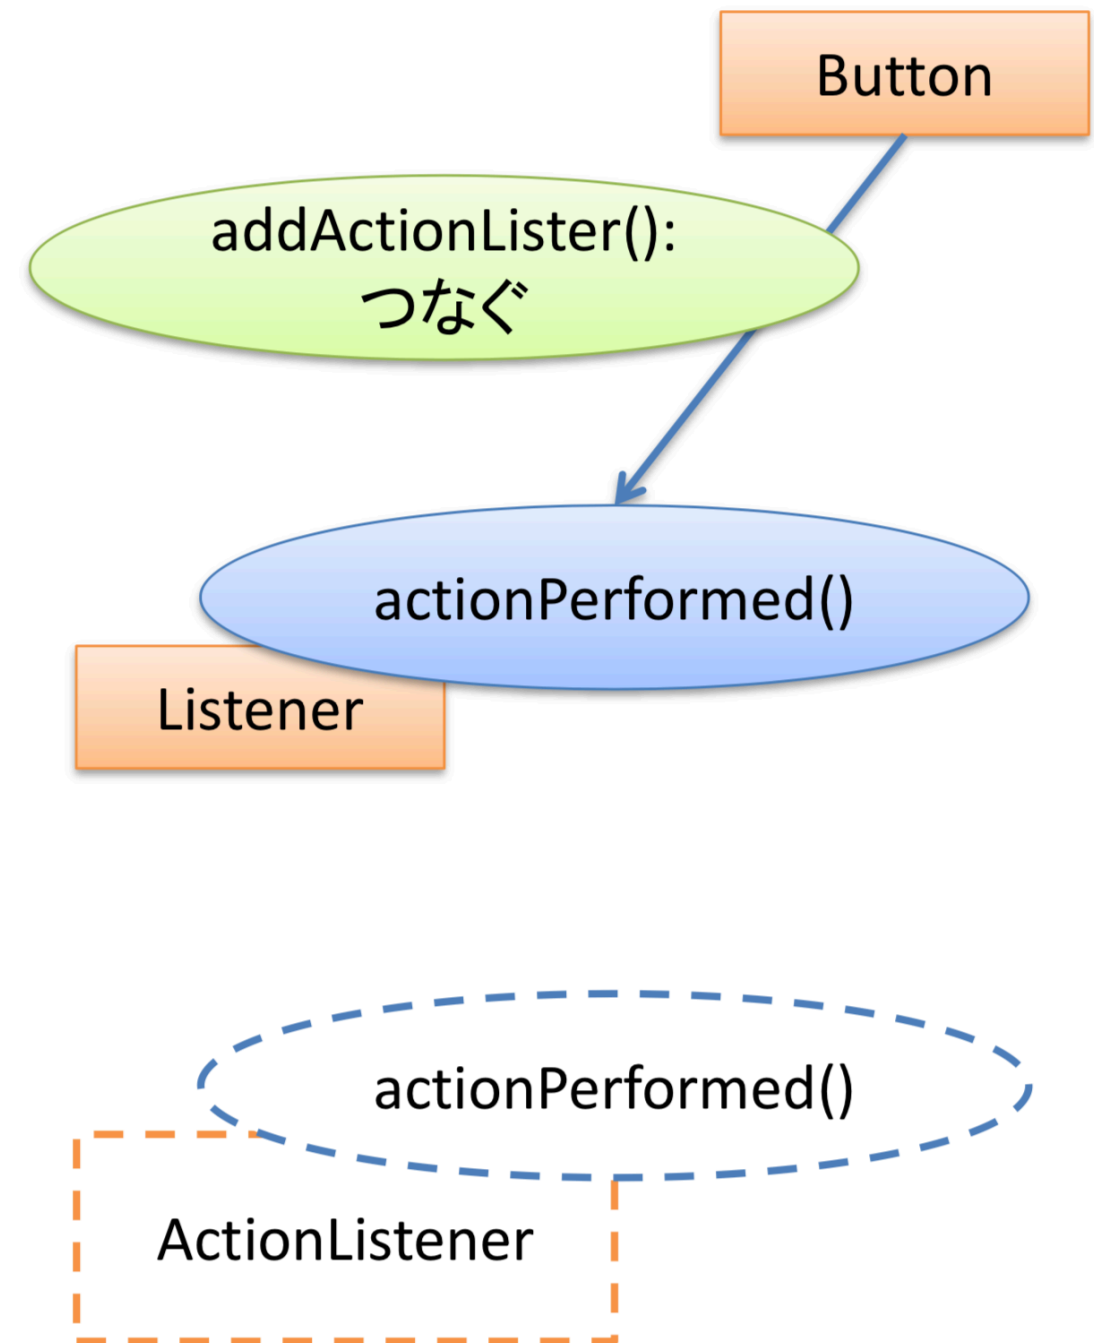 Button
addActionLister():
つなぐ
actionPerformed()
Listener
actionPerformed()
ActionListener